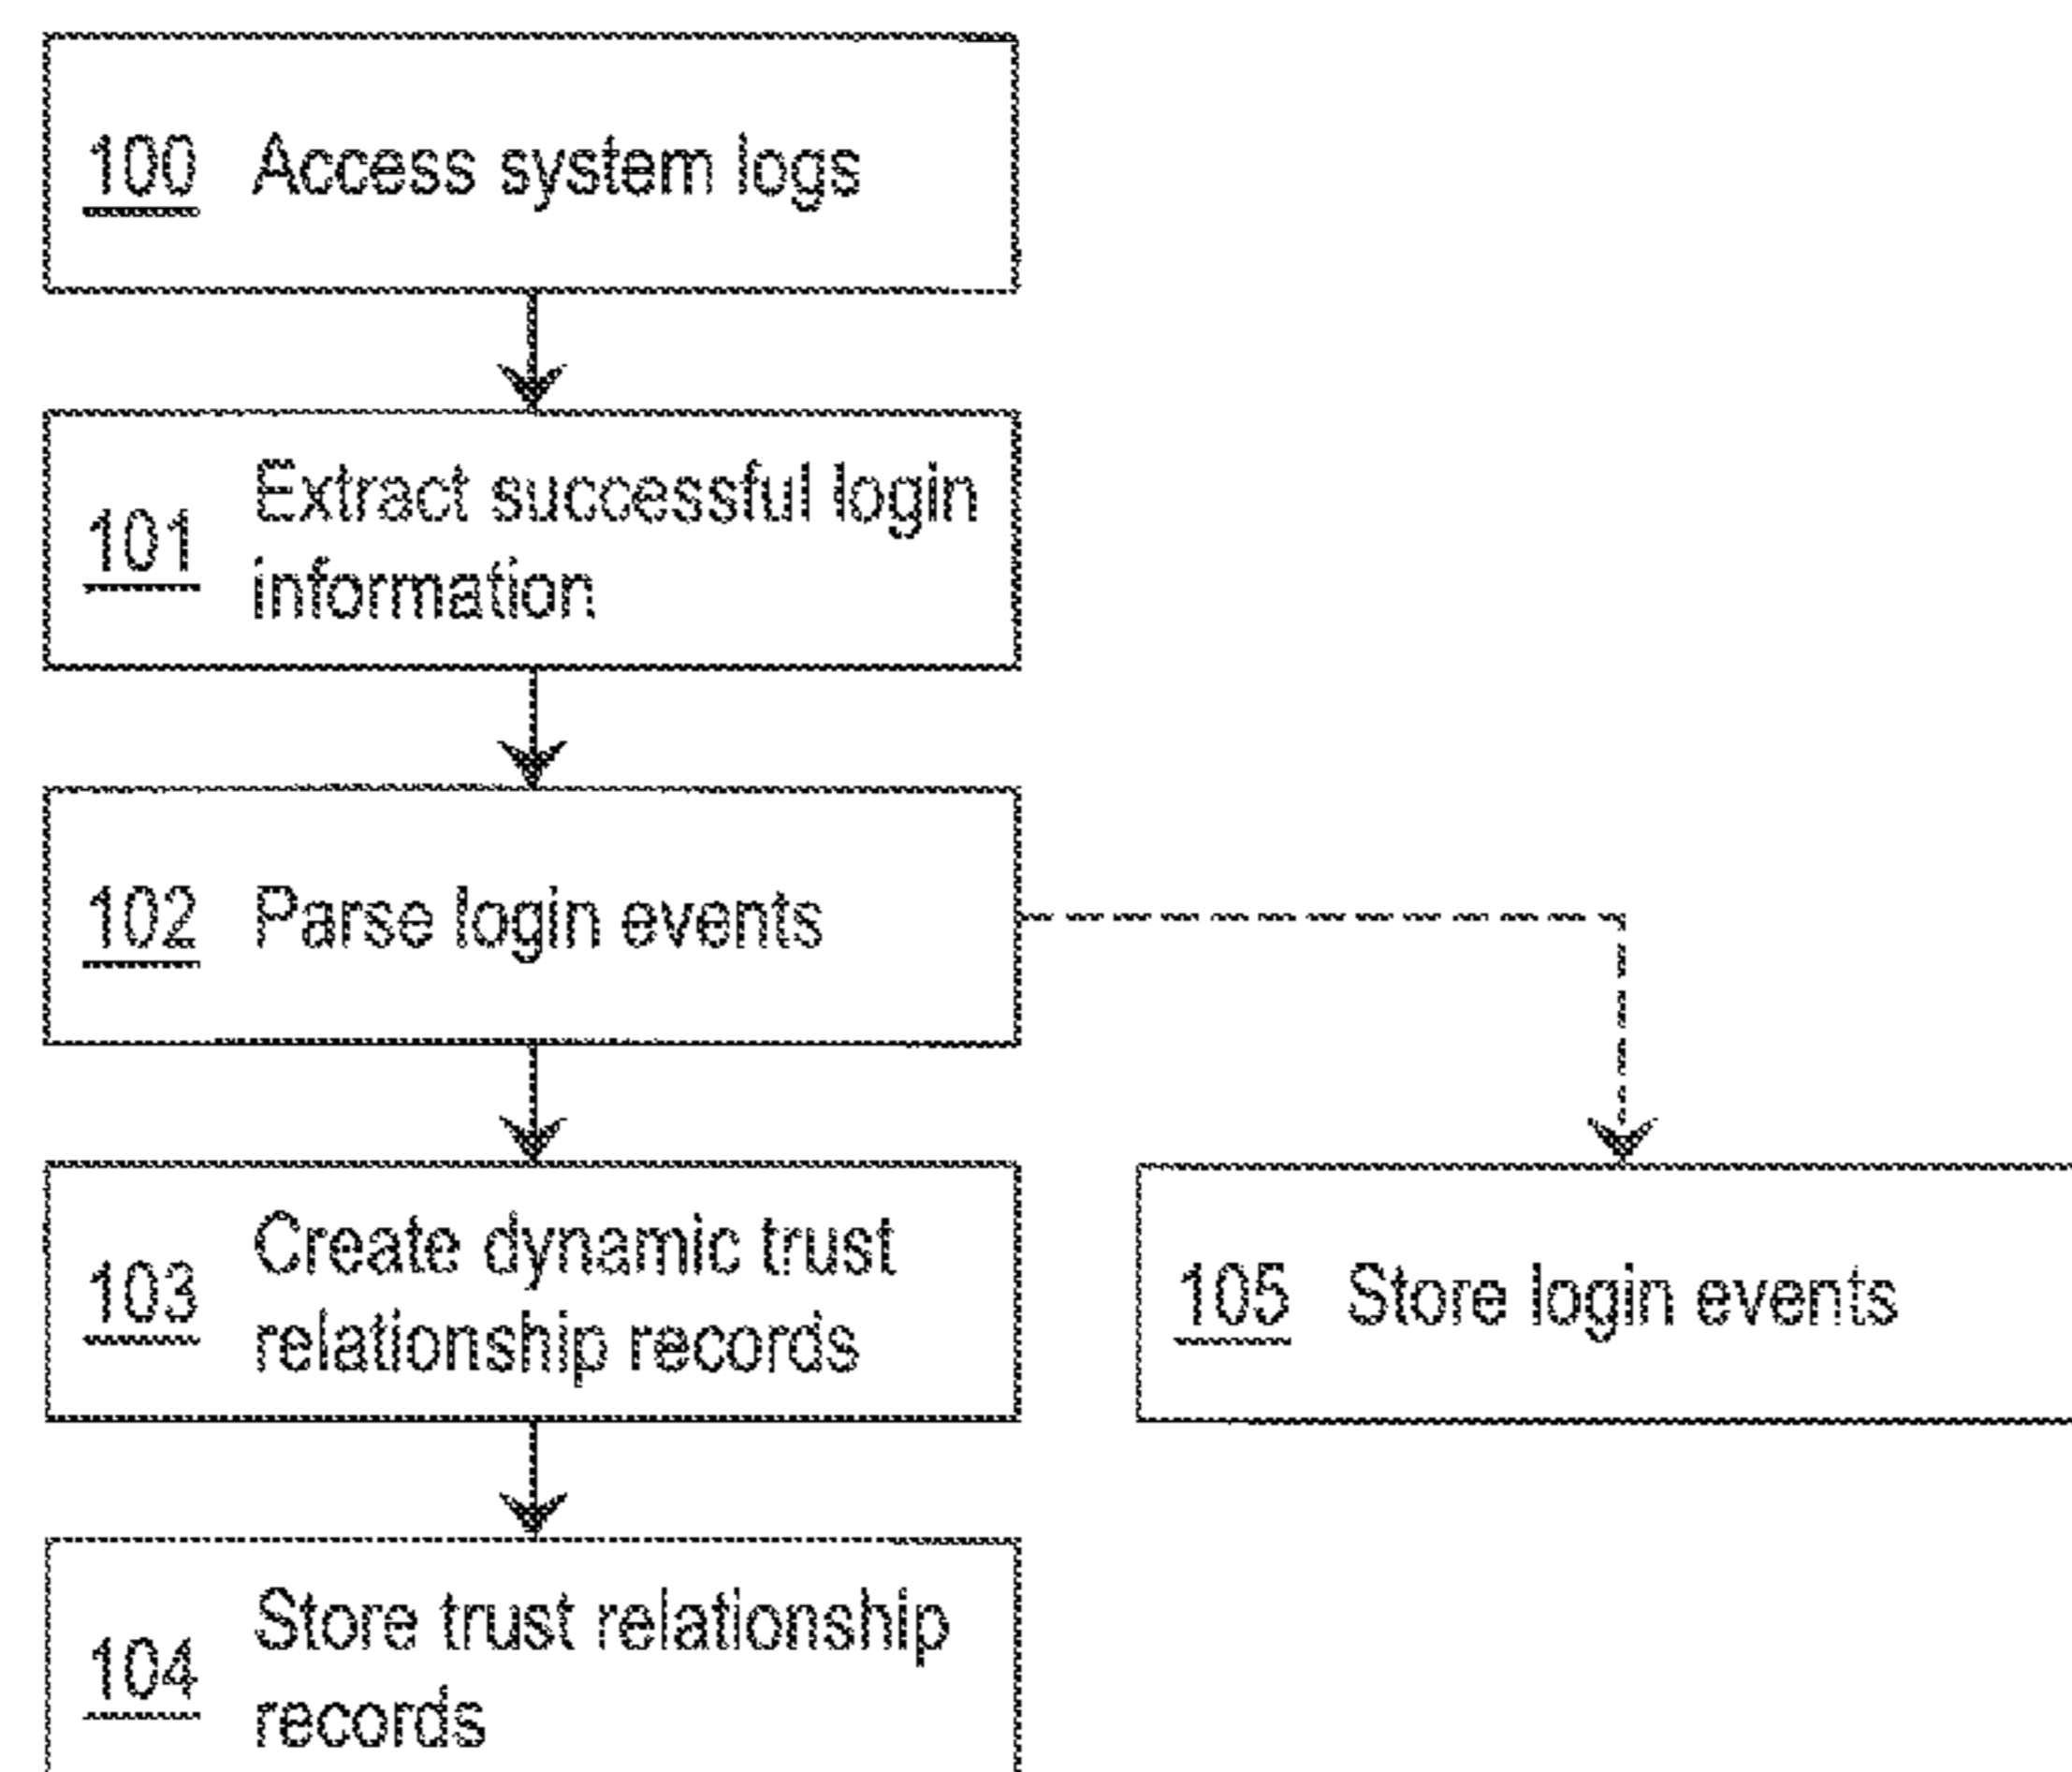 100 Access system logs
Extract successful login
101
information
102 Parse login events
Create dynamic trust
103
relationship records
105 Store login events
Store trust relationship
104
records